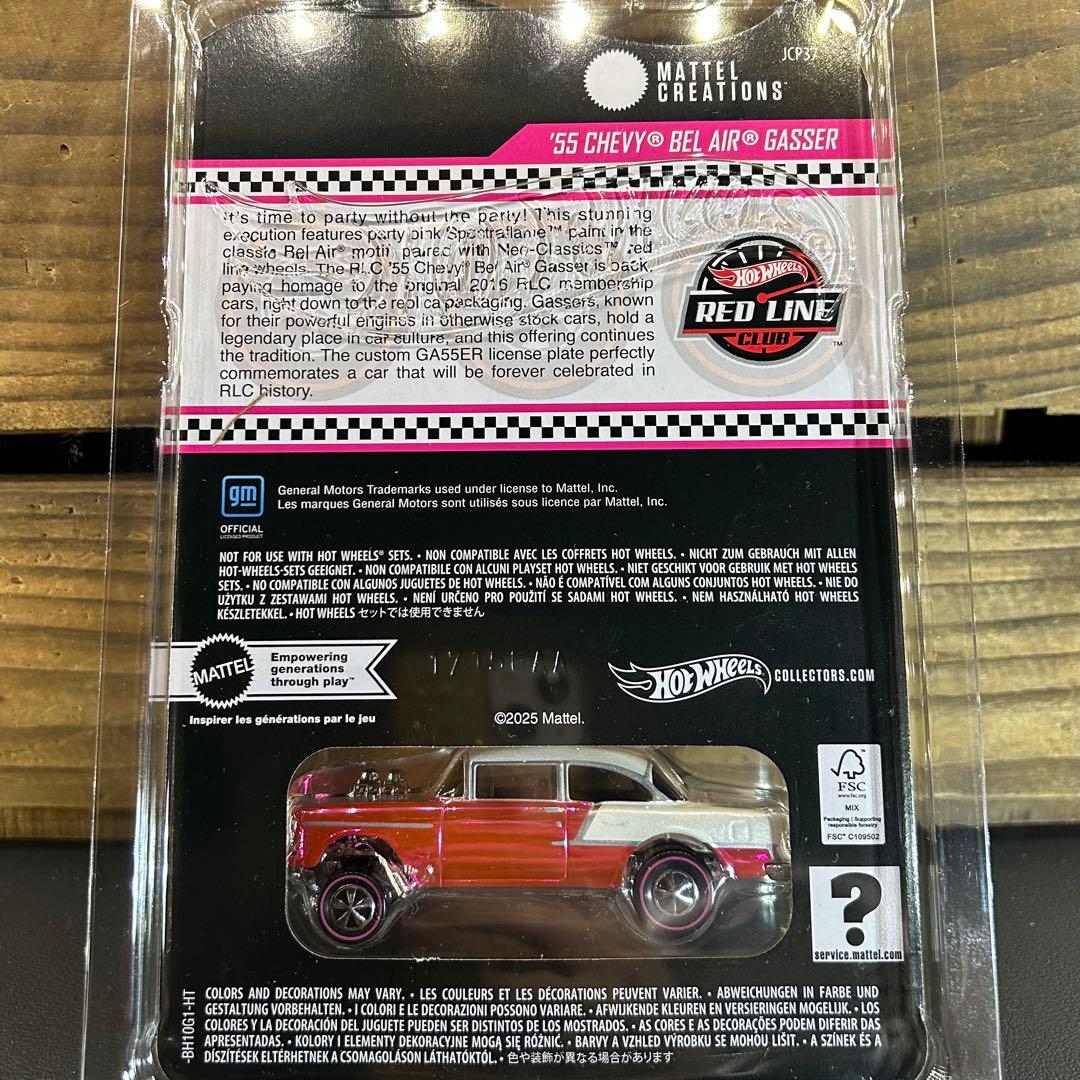 JCP37
MATTEL
CREATIONS™
'55 CHEVY® BEL AIR® GASSER
It's time to party without the party! This stunning
execution features party pink Spectraflame™ paint in the
classic Bel Air® motif, paired with Neo-Classics™ red
line wheels. The RLC '55 Chevy® Bel Air® Gasser is back,
paying homage to the original 2016 RLC membership
cars, right down to the replica packaging. Gassers, known
for their powerful engines in otherwise stock cars, hold a
legendary place in car culture, and this offering continues
the tradition. The custom GA55ER license plate perfectly
commemorates a car that will be forever celebrated in
RLC history.
HOT WHEELS
RED LINE
CLUB™
gm
OFFICIAL
LICENSED PRODUCT
General Motors Trademarks used under license to Mattel, Inc.
Les marques General Motors sont utilisés sous licence par Mattel, Inc.
NOT FOR USE WITH HOT WHEELS® SETS. • NON COMPATIBLE AVEC LES COFFRETS HOT WHEELS. • NICHT ZUM GEBRAUCH MIT ALLEN
HOT-WHEELS-SETS GEEIGNET. • NON COMPATIBILE CON ALCUNI PLAYSET HOT WHEELS. • NIET GESCHIKT VOOR GEBRUIK MET HOT WHEELS
SETS. • NO COMPATIBLE CON ALGUNOS JUGUETES DE HOT WHEELS. • NÃO É COMPATÍVEL COM ALGUNS CONJUNTOS HOT WHEELS. • NIE DO
UŻYTKU Z ZESTAWAMI HOT WHEELS. • NENÍ URČENO PRO POUŽITÍ SE SADAMI HOT WHEELS. • NEM HASZNÁLHATÓ HOT WHEELS
KÉSZLETEKKEL. • HOT WHEELS セットでは使用できません
MATTEL
Empowering
generations
through play™
Inspirer les générations par le jeu
HOT WHEELS COLLECTORS.COM
©2025 Mattel.
FSC
www.fsc.org
MIX
Packaging | Supporting
responsible forestry
FSC™ C109502
?
service.mattel.com
-BH10G1-HT
COLORS AND DECORATIONS MAY VARY. • LES COULEURS ET LES DÉCORATIONS PEUVENT VARIER. • ABWEICHUNGEN IN FARBE UND
GESTALTUNG VORBEHALTEN. • I COLORI E LE DECORAZIONI POSSONO VARIARE. • AFWIJKENDE KLEUREN EN VERSIERINGEN MOGELIJK. • LOS
COLORES Y LA DECORACIÓN DEL JUGUETE PUEDEN SER DISTINTOS DE LOS MOSTRADOS. • AS CORES E AS DECORAÇÕES PODEM DIFERIR DAS
APRESENTADAS. • KOLORY I ELEMENTY DEKORACYJNE MOGĄ SIĘ RÓŻNIĆ. • BARVY A VZHLED VÝROBKU SE MOHOU LIŠIT. • A SZÍNEK ÉS A
DÍSZÍTÉSEK ELTÉRHETNEK A CSOMAGOLÁSON LÁTHATÓKTÓL. • 色や装飾が異なる場合があります